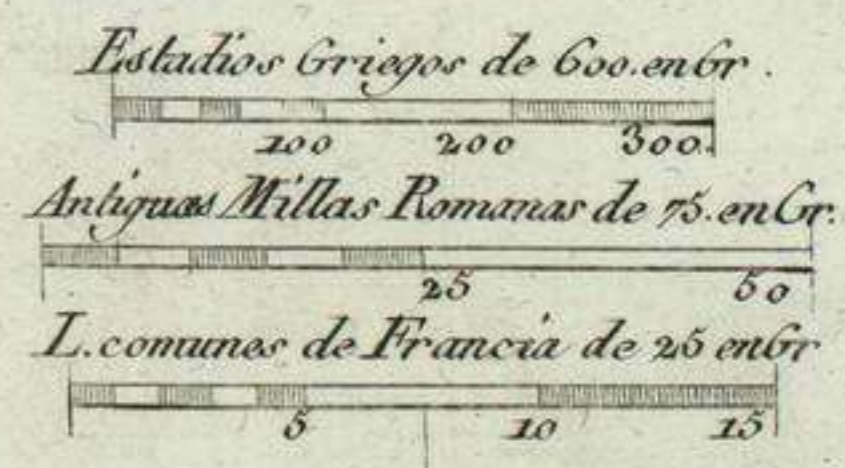 Estadios Griegos de 600. en Gr.
100 200 300.
Antiguas Millas Romanas de 75. en Gr.
25 50
L. comunes de Francia de 25 en Gr
5 10 15